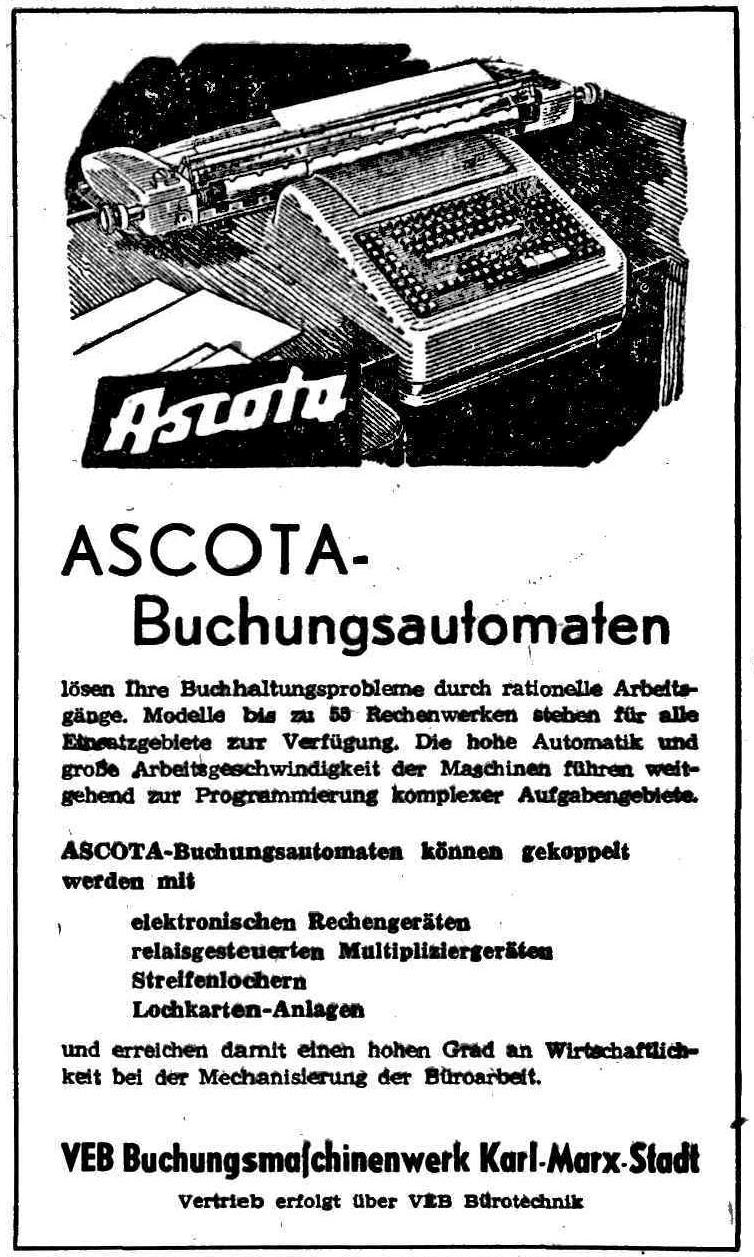 Ascota
ASCOTA-
Buchungsautomaten
lösen Ihre Buchhaltungsprobleme durch rationelle Arbeits-
gänge. Modelle bis zu 55 Rechenwerken stehen für alle
Einsatzgebiete zur Verfügung. Die hohe Automatik und
große Arbeitsgeschwindigkeit der Maschinen führen weit-
gehend zur Programmierung komplexer Aufgabengebiete.
ASCOTA-Buchungsautomaten können gekoppelt
werden mit
elektronischen Rechengeräten
relaisgesteuerten Multipliziergeräten
Streifenlochern
Lochkarten-Anlagen
und erreichen damit einen hohen Grad an Wirtschaftlich-
keit bei der Mechanisierung der Büroarbeit.
VEB Buchungsmaſchinenwerk Karl-Marx-Stadt
Vertrieb erfolgt über VEB Bürotechnik